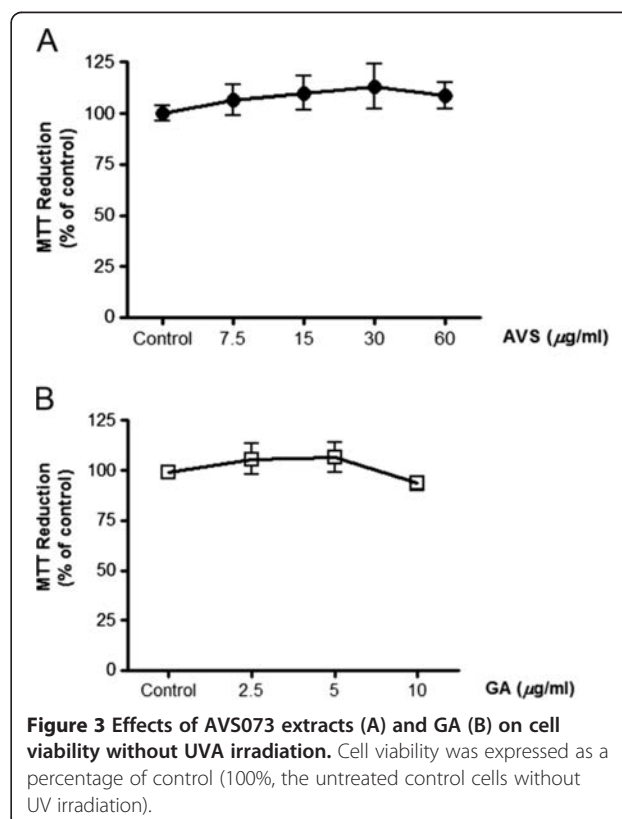 A
MTT Reduction
(% of control)
125
100
75
50
25
0
Control 7.5 15 30 60 AVS (µg/ml)
B
MTT Reduction
(% of control)
125
100
75
50
25
0
Control 2.5 5 10 GA (µg/ml)
Figure 3 Effects of AVS073 extracts (A) and GA (B) on cell
viability without UVA irradiation. Cell viability was expressed as a
percentage of control (100%, the untreated control cells without
UV irradiation).